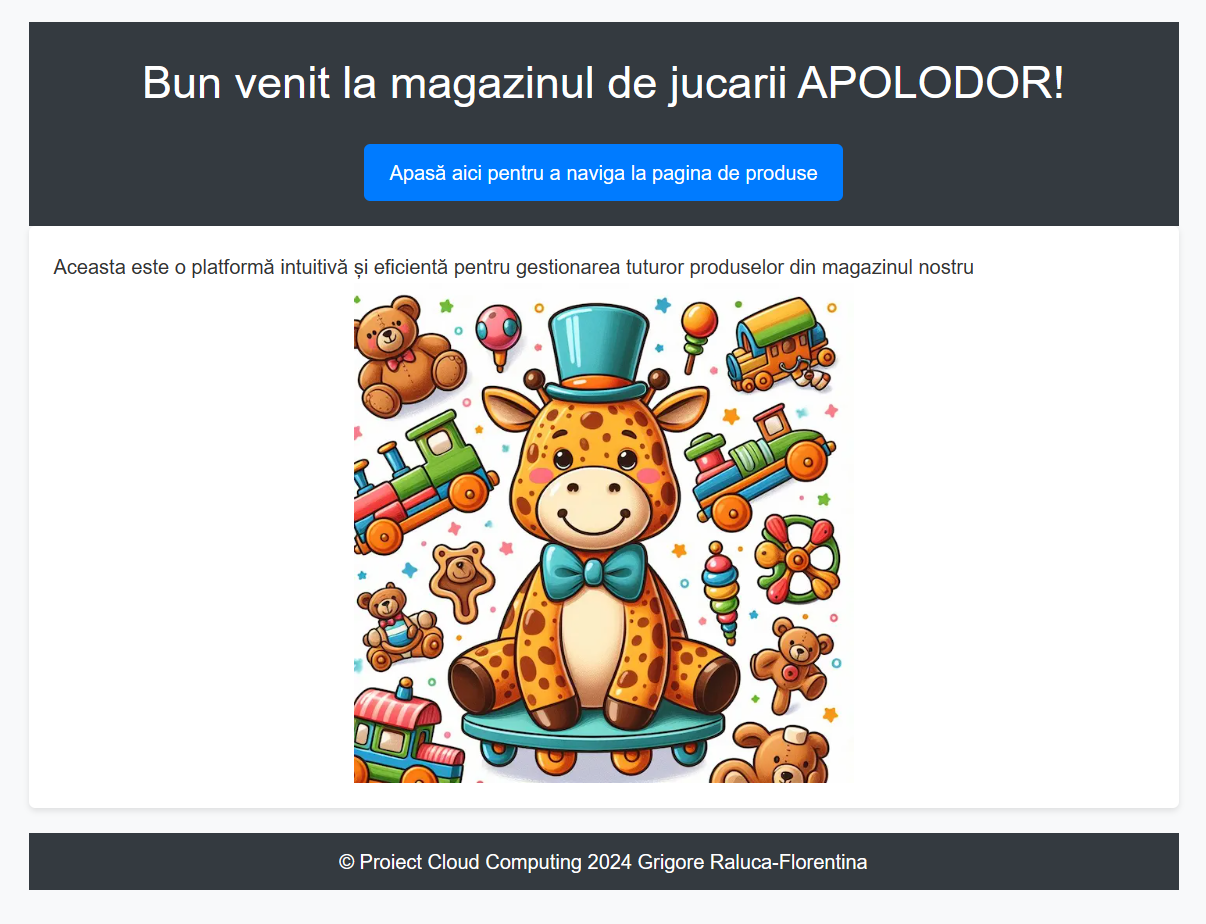 Bun venit la magazinul de jucarii APOLODOR!
Apasă aici pentru a naviga la pagina de produse
Aceasta este o platformă intuitivă și eficientă pentru gestionarea tuturor produselor din magazinul nostru
© Proiect Cloud Computing 2024 Grigore Raluca-Florentina